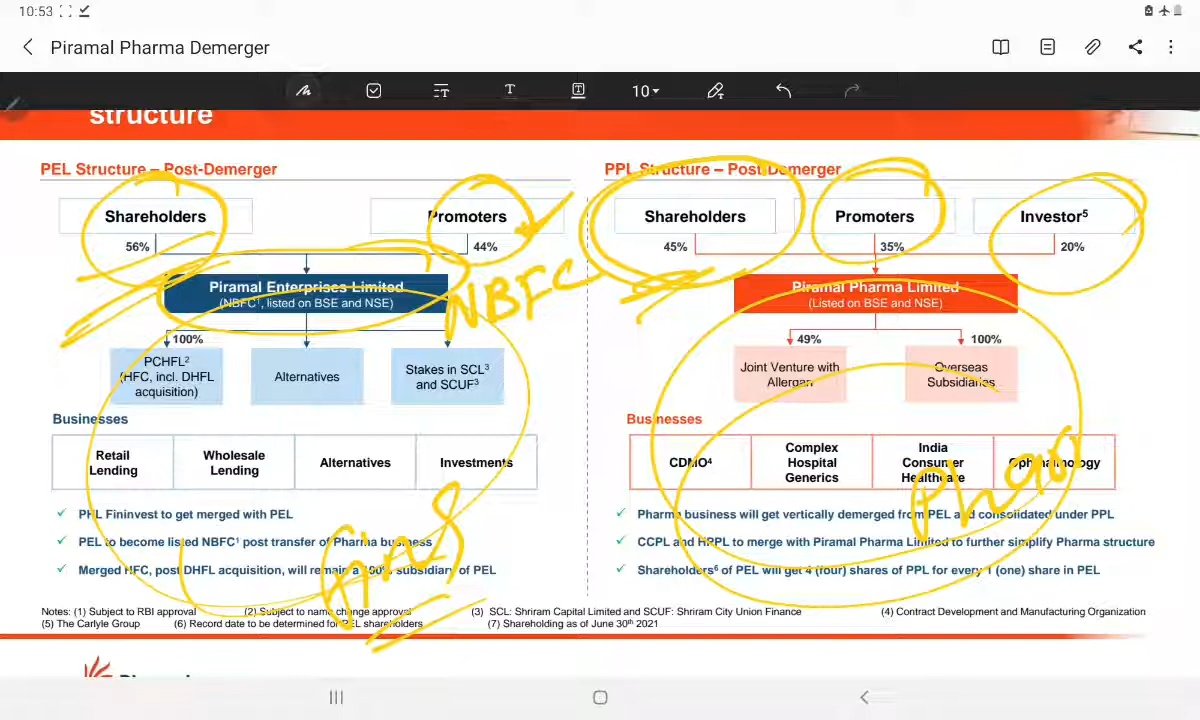 10:53
Piramal Pharma Demerger
10
structure
PEL Structure – Post-Demerger
Shareholders
Promoters
56%
44%
Piramal Enterprises Limited
(NBFC¹, listed on BSE and NSE)
NBFC
100%
PCHFL²
(HFC, incl. DHFL
acquisition)
Alternatives
Stakes in SCL³
and SCUF³
Businesses
Retail
Lending
Wholesale
Lending
Alternatives
Investments
PHL Fininvest to get merged with PEL
PEL to become listed NBFC¹ post transfer of Pharma business
Merged HFC, post DHFL acquisition, will remain a 100% subsidiary of PEL
PPL Structure – Post-Demerger
Shareholders
Promoters
Investor⁵
45%
35%
20%
Piramal Pharma Limited
(Listed on BSE and NSE)
49%
100%
Joint Venture with
Allergan
Overseas
Subsidiaries
Businesses
CDMO⁴
Complex
Hospital
Generics
India
Consumer
Healthcare
Ophthalmology
Pharma business will get vertically demerged from PEL and consolidated under PPL
CCPL and HPPL to merge with Piramal Pharma Limited to further simplify Pharma structure
Shareholders⁶ of PEL will get 4 (four) shares of PPL for every 1 (one) share in PEL
Notes: (1) Subject to RBI approval (2) Subject to name change approval (3) SCL: Shriram Capital Limited and SCUF: Shriram City Union Finance (4) Contract Development and Manufacturing Organization
(5) The Carlyle Group (6) Record date to be determined for PEL shareholders (7) Shareholding as of June 30th 2021